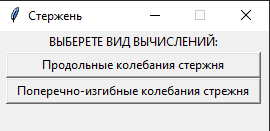 Стержень
ВЫБЕРЕТЕ ВИД ВЫЧИСЛЕНИЙ:
Продольные колебания стержня
Поперечно-изгибные колебания стрежня